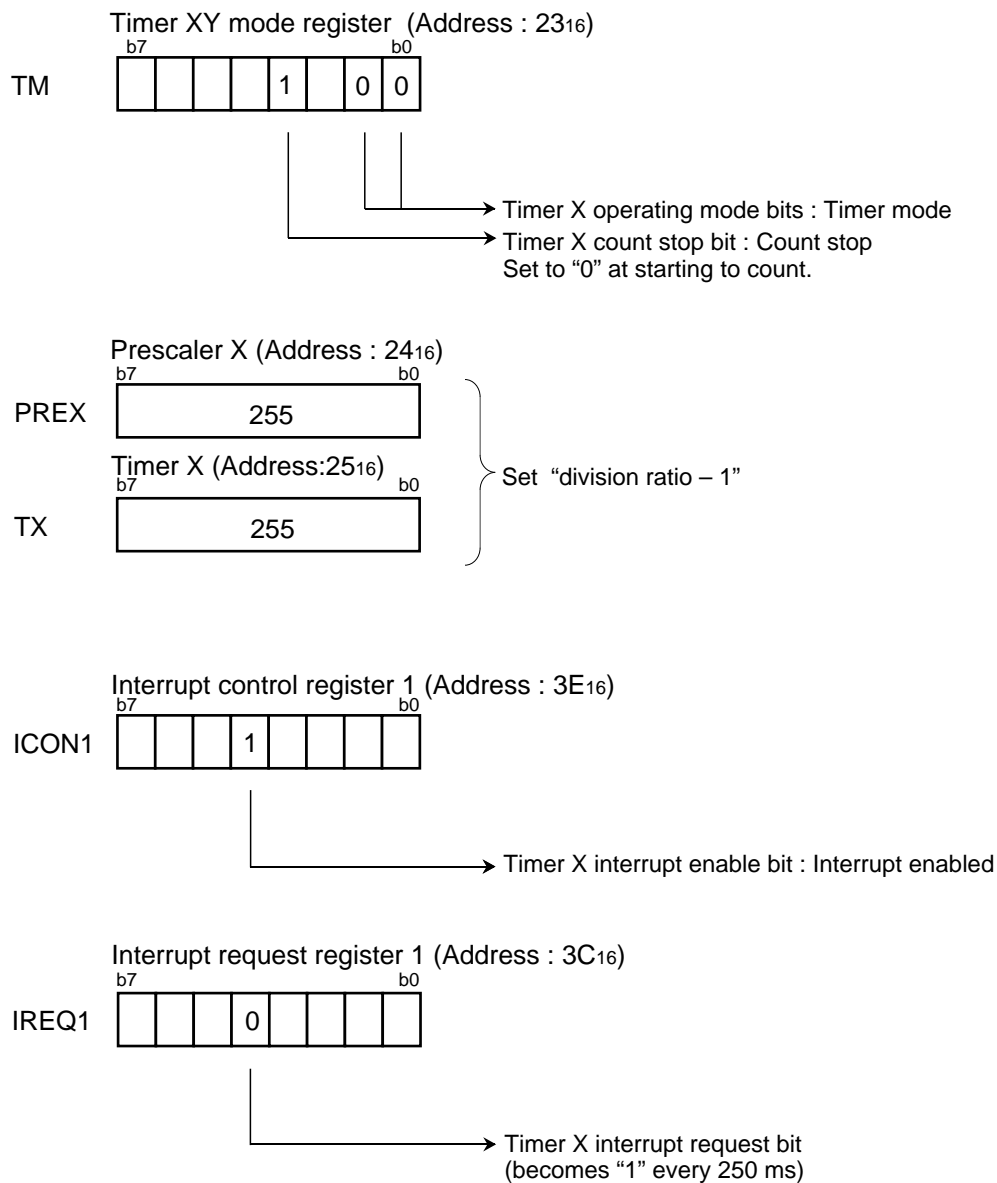 Timer XY mode register (Address : 2316)
b7 b0
TM 1 0 0
Timer X operating mode bits : Timer mode
Timer X count stop bit : Count stop
Set to “0” at starting to count.
Prescaler X (Address : 2416)
b7 b0
PREX 255
Timer X (Address:2516)
b7 b0
TX 255
Set “division ratio – 1”
Interrupt control register 1 (Address : 3E16)
b7 b0
ICON1 1
Timer X interrupt enable bit : Interrupt enabled
Interrupt request register 1 (Address : 3C16)
b7 b0
IREQ1 0
Timer X interrupt request bit
(becomes “1” every 250 ms)